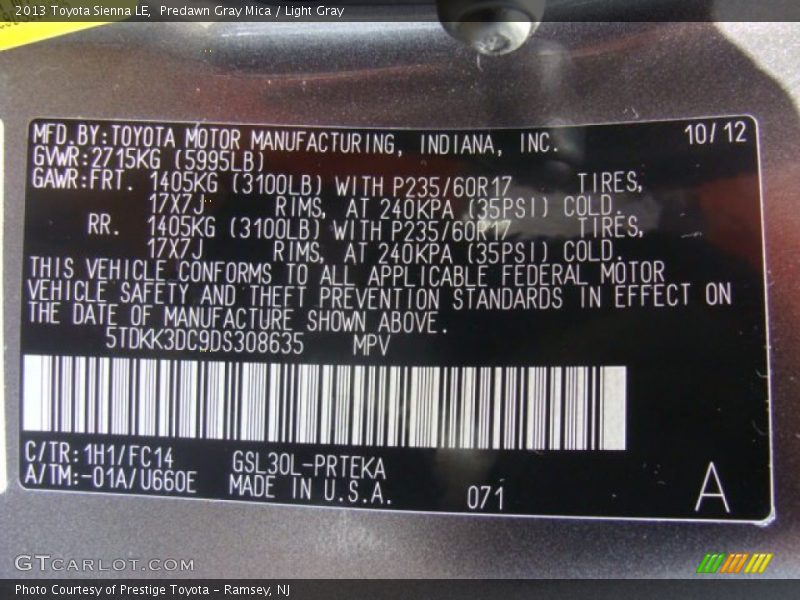 2013 Toyota Sienna LE, Predawn Gray Mica / Light Gray
MFD.BY:TOYOTA MOTOR MANUFACTURING, INDIANA, INC. 10/12
GVWR:2715KG (5995LB)
GAWR:FRT. 1405KG (3100LB) WITH P235/60R17 TIRES,
17X7J RIMS, AT 240KPA (35PSI) COLD.
RR. 1405KG (3100LB) WITH P235/60R17 TIRES,
17X7J RIMS, AT 240KPA (35PSI) COLD.
THIS VEHICLE CONFORMS TO ALL APPLICABLE FEDERAL MOTOR
VEHICLE SAFETY AND THEFT PREVENTION STANDARDS IN EFFECT ON
THE DATE OF MANUFACTURE SHOWN ABOVE.
5TDKK3DC9DS308635 MPV
C/TR:1H1/FC14 GSL30L-PRTEKA
A/TM:-01A/U660E MADE IN U.S.A. 071 A
GTCARLOT.COM
Photo Courtesy of Prestige Toyota - Ramsey, NJ